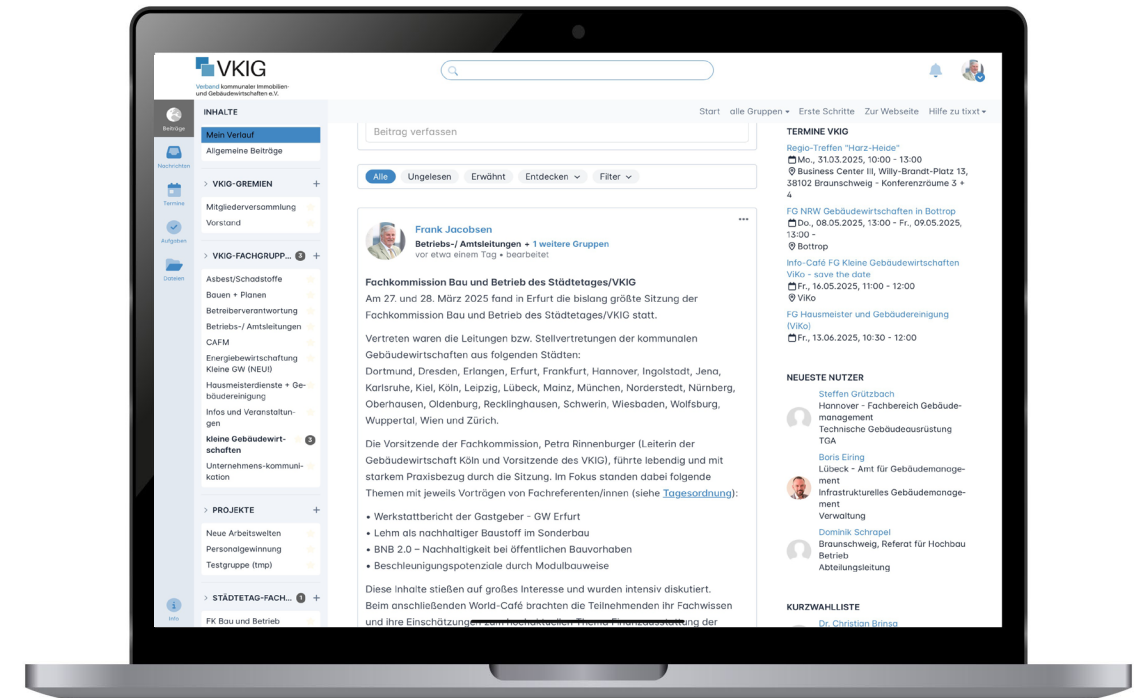 VKIG
Verband kommunaler Immobilien-
und Gebäudewirtschaften e.V.
Start alle Gruppen Erste Schritte Zur Webseite Hilfe zu tixxt
Beiträge
Nachrichten
Termine
Aufgaben
Dateien
Info
INHALTE
Mein Verlauf
Allgemeine Beiträge
> VKIG-GREMIEN +
Mitgliederversammlung
Vorstand
> VKIG-FACHGRUPP... 3 +
Asbest/Schadstoffe
Bauen + Planen
Betreiberverantwortung
Betriebs-/ Amtsleitungen
CAFM
Energiebewirtschaftung
Kleine GW (NEU!)
Hausmeisterdienste + Ge-
bäudereinigung
Infos und Veranstaltun-
gen
kleine Gebäudewirt- 3
schaften
Unternehmens-kommuni-
kation
> PROJEKTE +
Neue Arbeitswelten
Personalgewinnung
Testgruppe (tmp)
> STÄDTETAG-FACH... 1 +
FK Bau und Betrieb
Beitrag verfassen
Alle Ungelesen Erwähnt Entdecken Filter
Frank Jacobsen
Betriebs-/ Amtsleitungen + 1 weitere Gruppen
vor etwa einem Tag • bearbeitet
Fachkommission Bau und Betrieb des Städtetages/VKIG
Am 27. und 28. März 2025 fand in Erfurt die bislang größte Sitzung der
Fachkommission Bau und Betrieb des Städtetages/VKIG statt.
Vertreten waren die Leitungen bzw. Stellvertretungen der kommunalen
Gebäudewirtschaften aus folgenden Städten:
Dortmund, Dresden, Erlangen, Erfurt, Frankfurt, Hannover, Ingolstadt, Jena,
Karlsruhe, Kiel, Köln, Leipzig, Lübeck, Mainz, München, Norderstedt, Nürnberg,
Oberhausen, Oldenburg, Recklinghausen, Schwerin, Wiesbaden, Wolfsburg,
Wuppertal, Wien und Zürich.
Die Vorsitzende der Fachkommission, Petra Rinnenburger (Leiterin der
Gebäudewirtschaft Köln und Vorsitzende des VKIG), führte lebendig und mit
starkem Praxisbezug durch die Sitzung. Im Fokus standen dabei folgende
Themen mit jeweils Vorträgen von Fachreferenten/innen (siehe Tagesordnung):
• Werkstattbericht der Gastgeber - GW Erfurt
• Lehm als nachhaltiger Baustoff im Sonderbau
• BNB 2.0 – Nachhaltigkeit bei öffentlichen Bauvorhaben
• Beschleunigungspotenziale durch Modulbauweise
Diese Inhalte stießen auf großes Interesse und wurden intensiv diskutiert.
Beim anschließenden World-Café brachten die Teilnehmenden ihr Fachwissen
und ihre Einschätzungen zum hochaktuellen Thema Finanzausstattung der
TERMINE VKIG
Regio-Treffen "Harz-Heide"
Mo., 31.03.2025, 10:00 - 13:00
Business Center III, Willy-Brandt-Platz 13,
38102 Braunschweig - Konferenzräume 3 +
4
FG NRW Gebäudewirtschaften in Bottrop
Do., 08.05.2025, 13:00 - Fr., 09.05.2025,
13:00 -
Bottrop
Info-Café FG Kleine Gebäudewirtschaften
ViKo - save the date
Fr., 16.05.2025, 11:00 - 12:00
ViKo
FG Hausmeister und Gebäudereinigung
(ViKo)
Fr., 13.06.2025, 10:30 - 12:00
NEUESTE NUTZER
Steffen Grützbach
Hannover - Fachbereich Gebäude-
management
Technische Gebäudeausrüstung
TGA
Boris Eiring
Lübeck - Amt für Gebäudemanage-
ment
Infrastrukturelles Gebäudemanage-
ment
Verwaltung
Dominik Schrapel
Braunschweig, Referat für Hochbau
Betrieb
Abteilungsleitung
KURZWAHLLISTE
Dr. Christian Brinsa